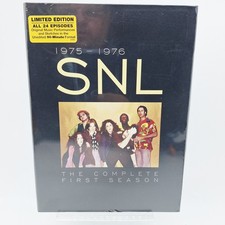 LIMITED EDITION
ALL 24 EPISODES
Original Music Performances
and Sketches in the
Unedited 90-Minute Format
1975 - 1976
SNL
THE COMPLETE
FIRST SEASON